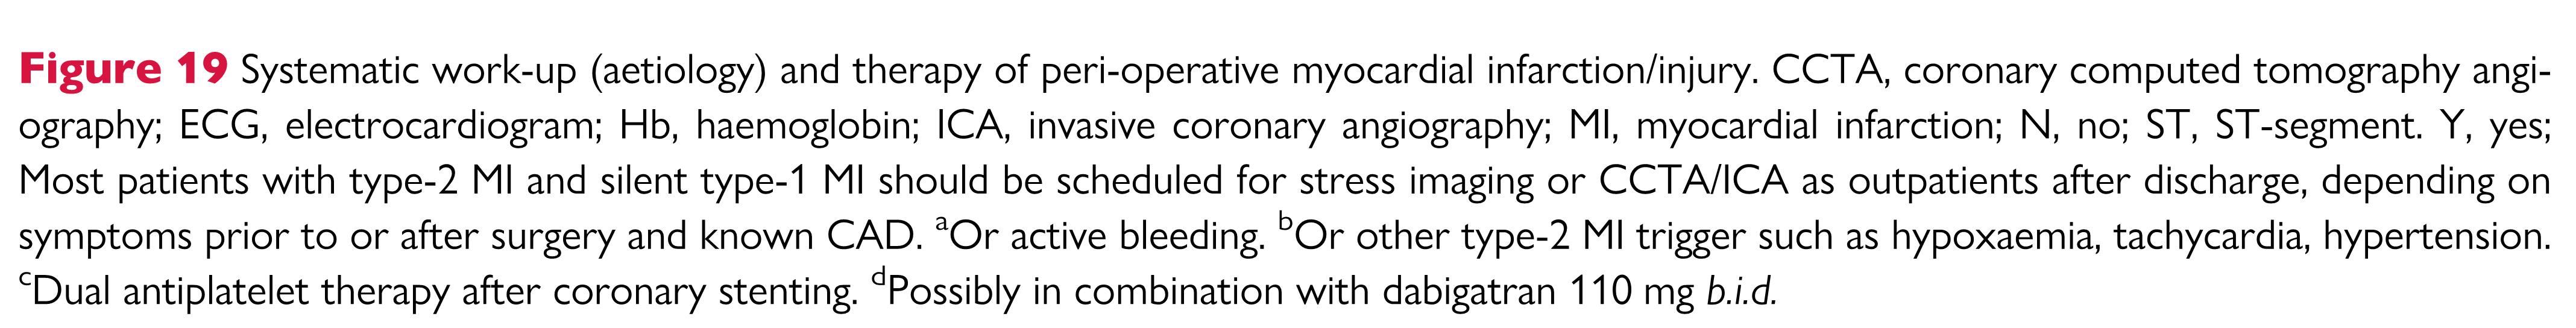 Figure 19 Systematic work-up (aetiology) and therapy of peri-operative myocardial infarction/injury. CCTA, coronary computed tomography angi-
ography; ECG, electrocardiogram; Hb, haemoglobin; ICA, invasive coronary angiography; MI, myocardial infarction; N, no; ST, ST-segment. Y, yes;
Most patients with type-2 MI and silent type-1 MI should be scheduled for stress imaging or CCTA/ICA as outpatients after discharge, depending on
symptoms prior to or after surgery and known CAD. ᵃOr active bleeding. ᵇOr other type-2 MI trigger such as hypoxaemia, tachycardia, hypertension.
ᶜDual antiplatelet therapy after coronary stenting. ᵈPossibly in combination with dabigatran 110 mg b.i.d.